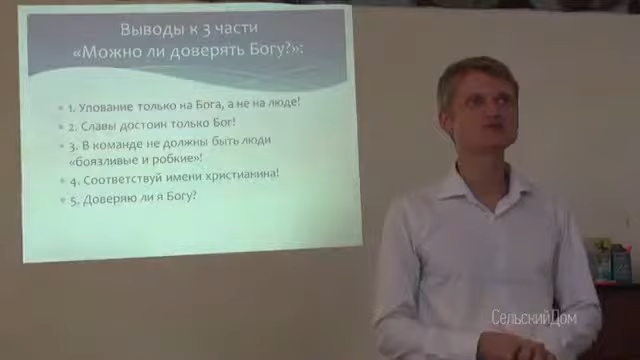 Выводы к 3 части
«Можно ли доверять Богу?»:
1. Упование только на Бога, а не на люде!
2. Славы достоин только Бог!
3. В команде не должны быть люди
«боязливые и робкие»!
4. Соответствуй имени христианина!
5. Доверяю ли я Богу?
СельскийДом